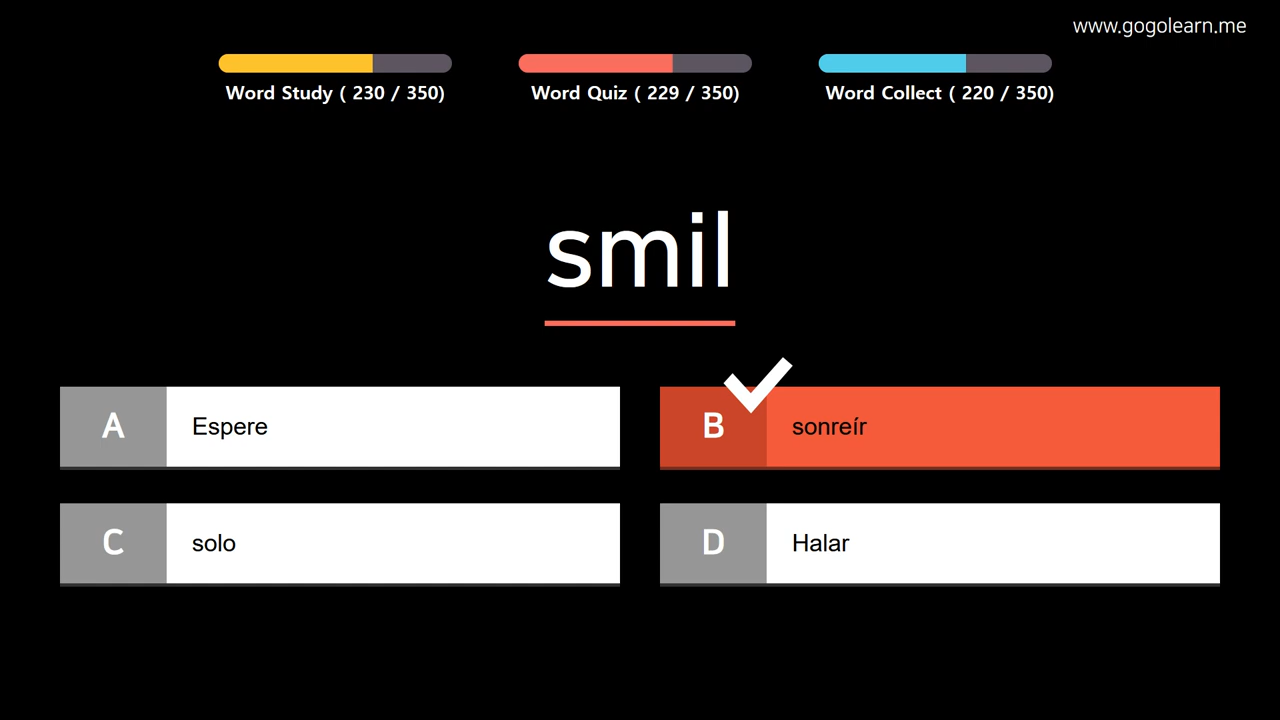 www.gogolearn.me
Word Study ( 230 / 350)
Word Quiz ( 229 / 350)
Word Collect ( 220 / 350)
smil
A Espere
B sonreír
C solo
D Halar